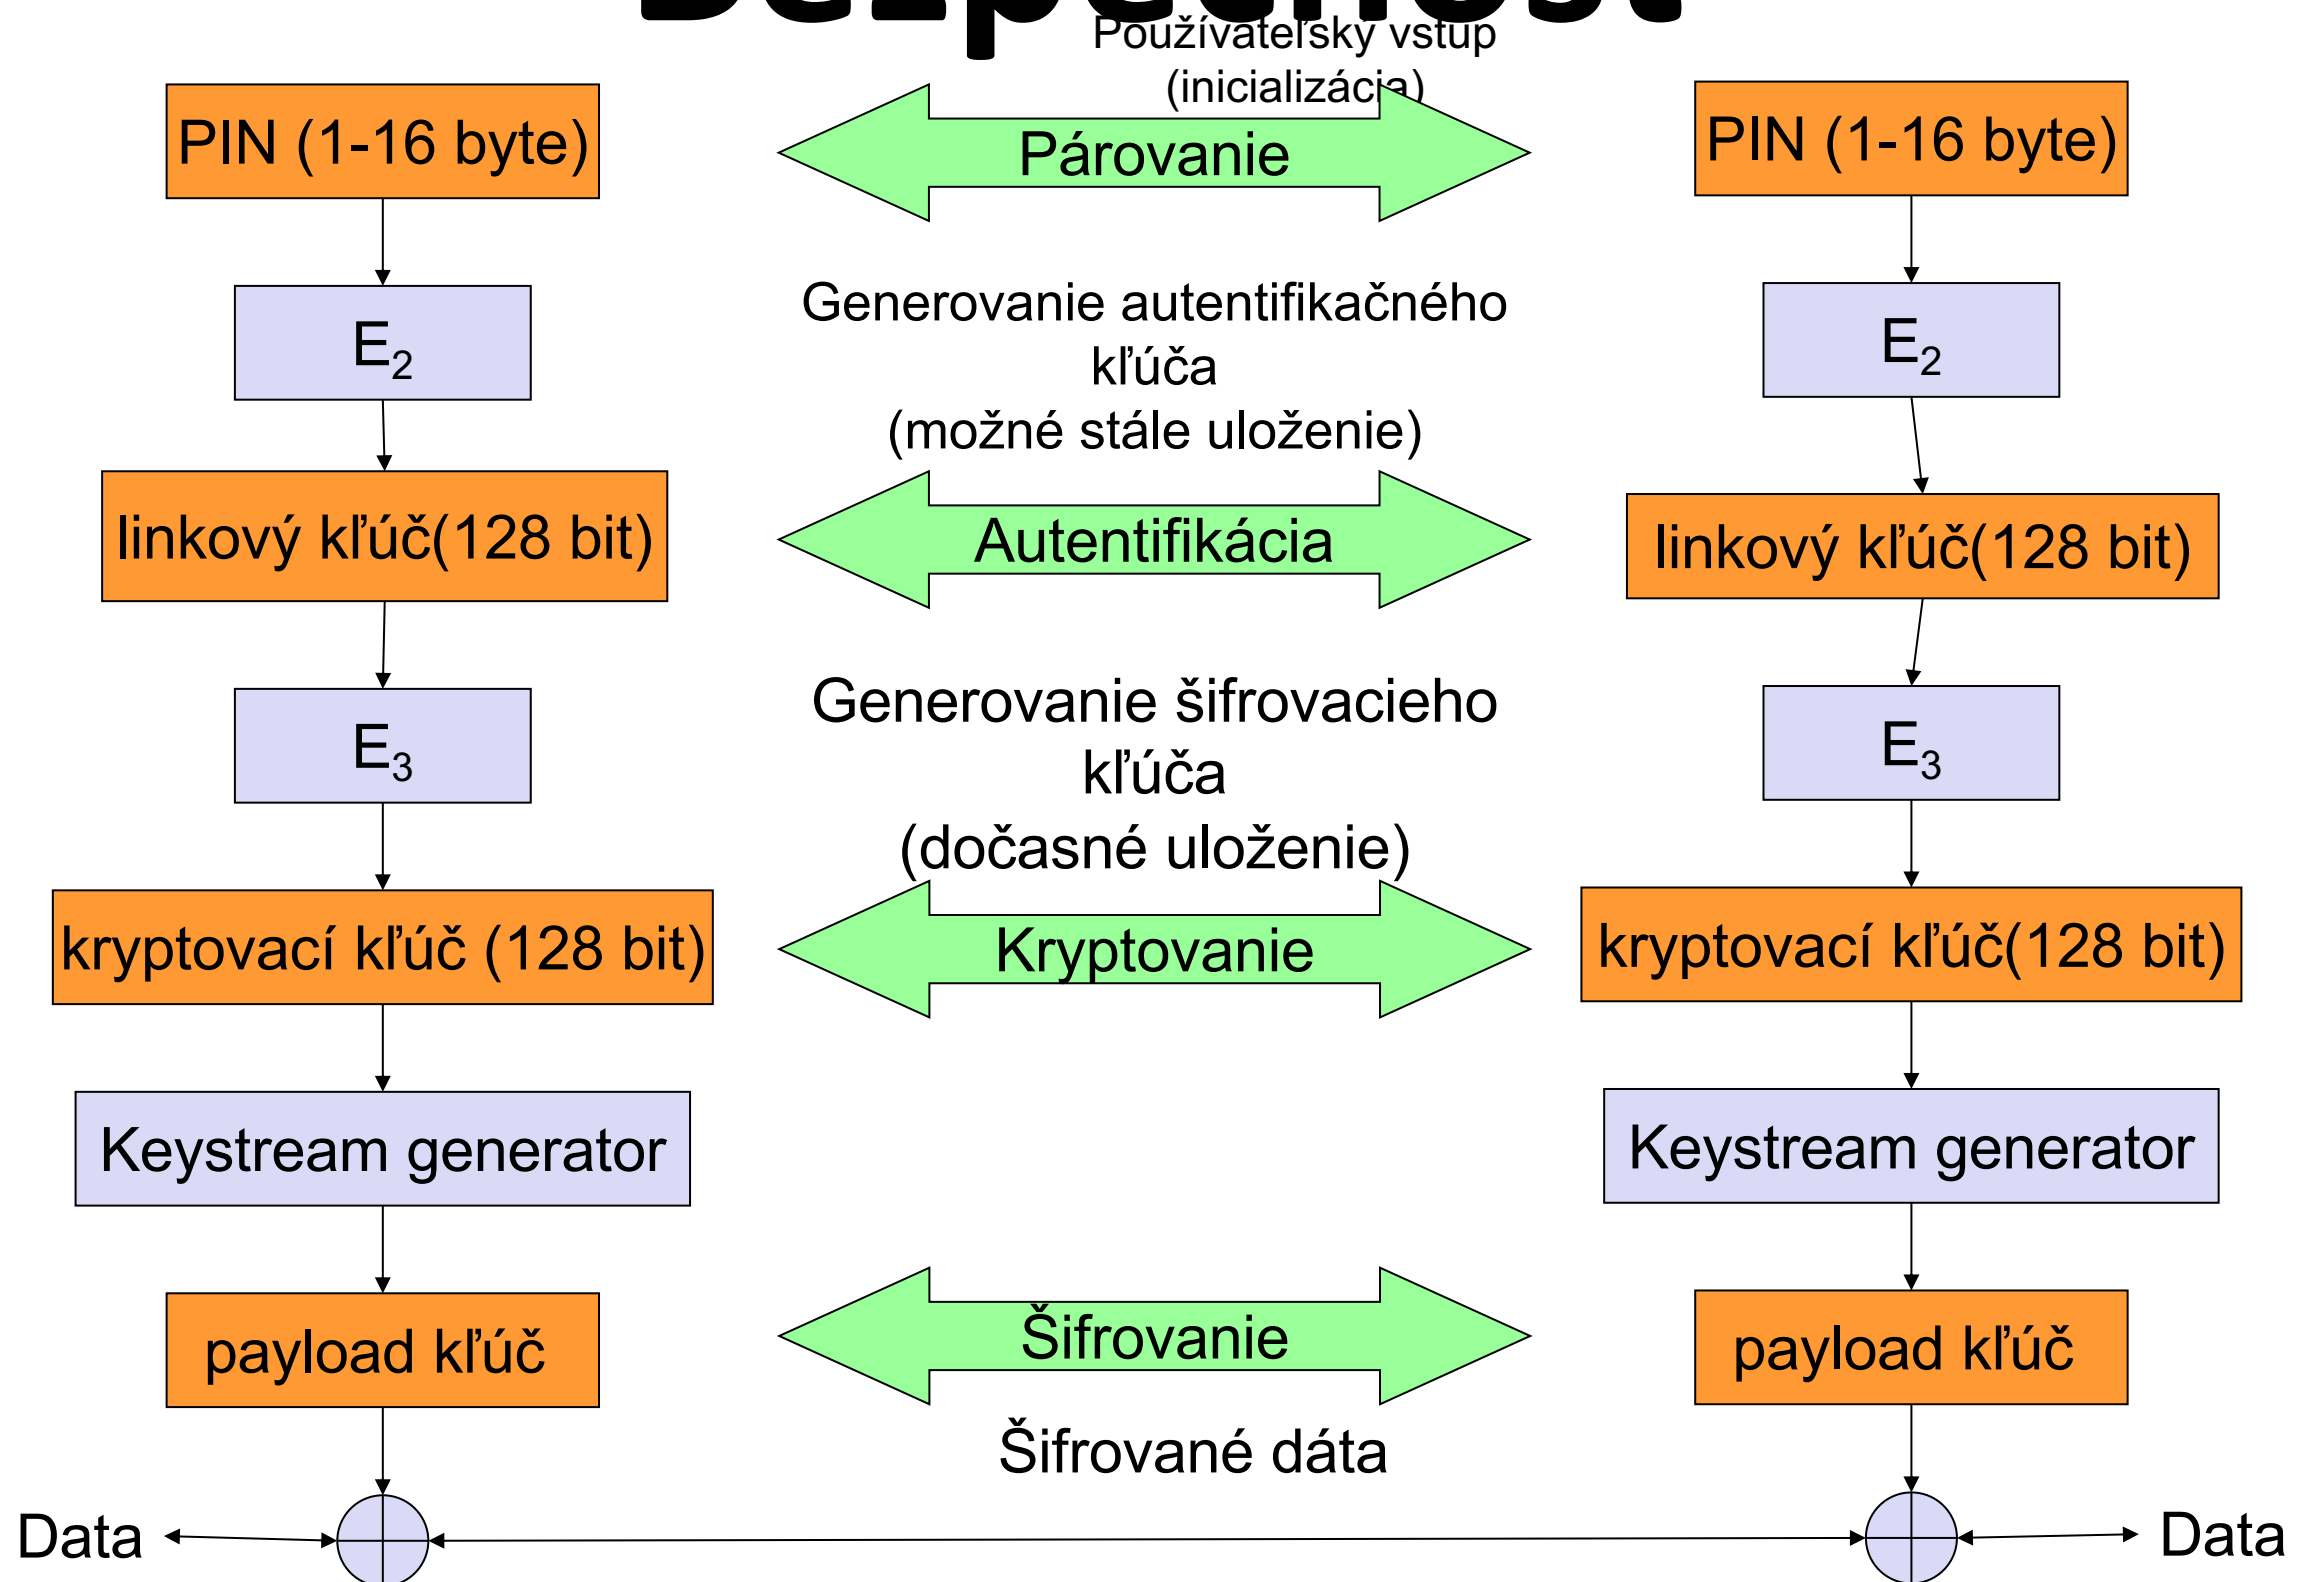 Bezpečnosť
Používateľský vstup
(inicializácia)
PIN (1-16 byte)
Párovanie
PIN (1-16 byte)
E2
Generovanie autentifikačného
kľúča
(možné stále uloženie)
E2
linkový kľúč(128 bit)
Autentifikácia
linkový kľúč(128 bit)
E3
Generovanie šifrovacieho
kľúča
(dočasné uloženie)
E3
kryptovací kľúč (128 bit)
Kryptovanie
kryptovací kľúč(128 bit)
Keystream generator
Keystream generator
payload kľúč
Šifrovanie
payload kľúč
Šifrované dáta
Data
Data